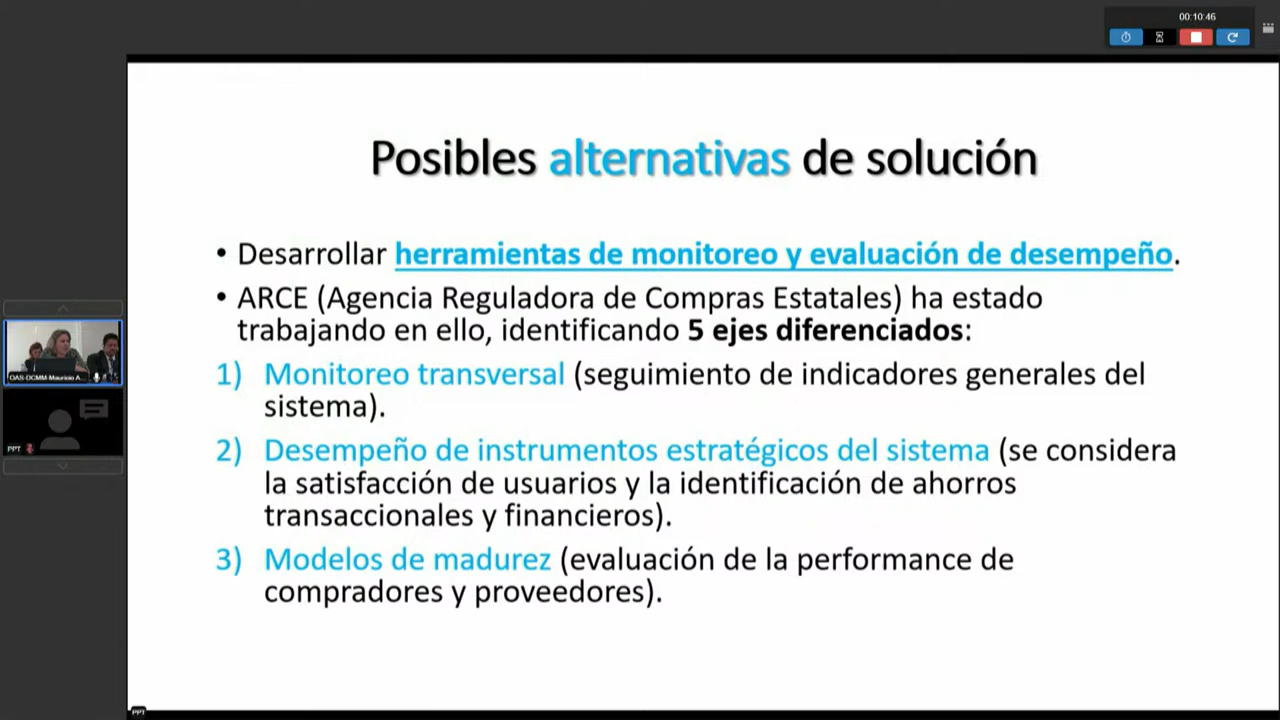 00:10:46
Posibles alternativas de solución
• Desarrollar herramientas de monitoreo y evaluación de desempeño.
• ARCE (Agencia Reguladora de Compras Estatales) ha estado
trabajando en ello, identificando 5 ejes diferenciados:
1) Monitoreo transversal (seguimiento de indicadores generales del
sistema).
2) Desempeño de instrumentos estratégicos del sistema (se considera
la satisfacción de usuarios y la identificación de ahorros
transaccionales y financieros).
3) Modelos de madurez (evaluación de la performance de
compradores y proveedores).
OAS-DCMM-Mauricio A...
PPT
PPT